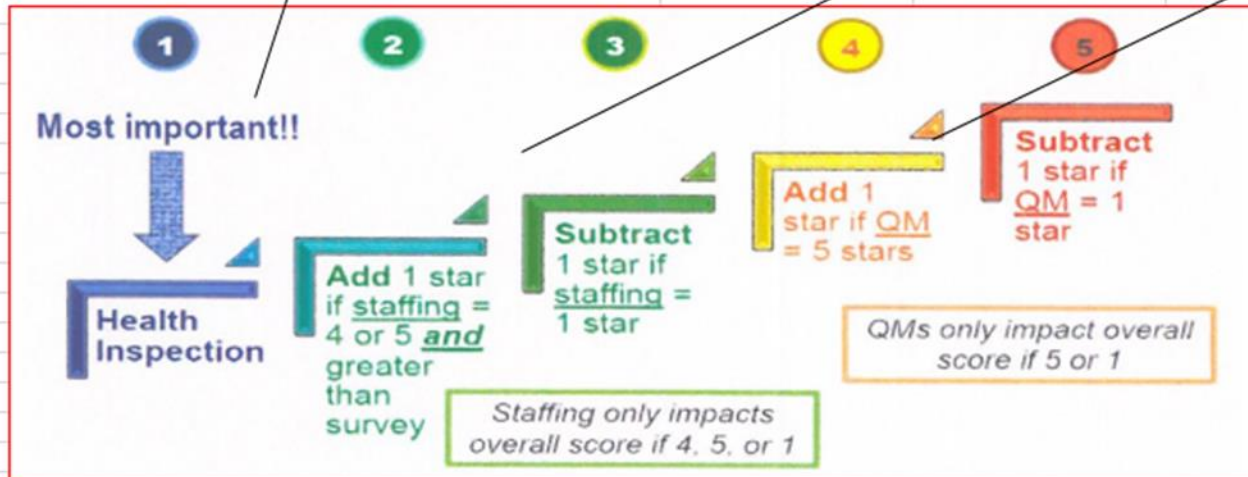 1
2
3
4
5
Most important!!
Health
Inspection
Add 1 star
if staffing =
4 or 5 and
greater
than
survey
Subtract
1 star if
staffing =
1 star
Add 1
star if QM
= 5 stars
Subtract
1 star if
QM = 1
star
Staffing only impacts
overall score if 4, 5, or 1
QMs only impact overall
score if 5 or 1